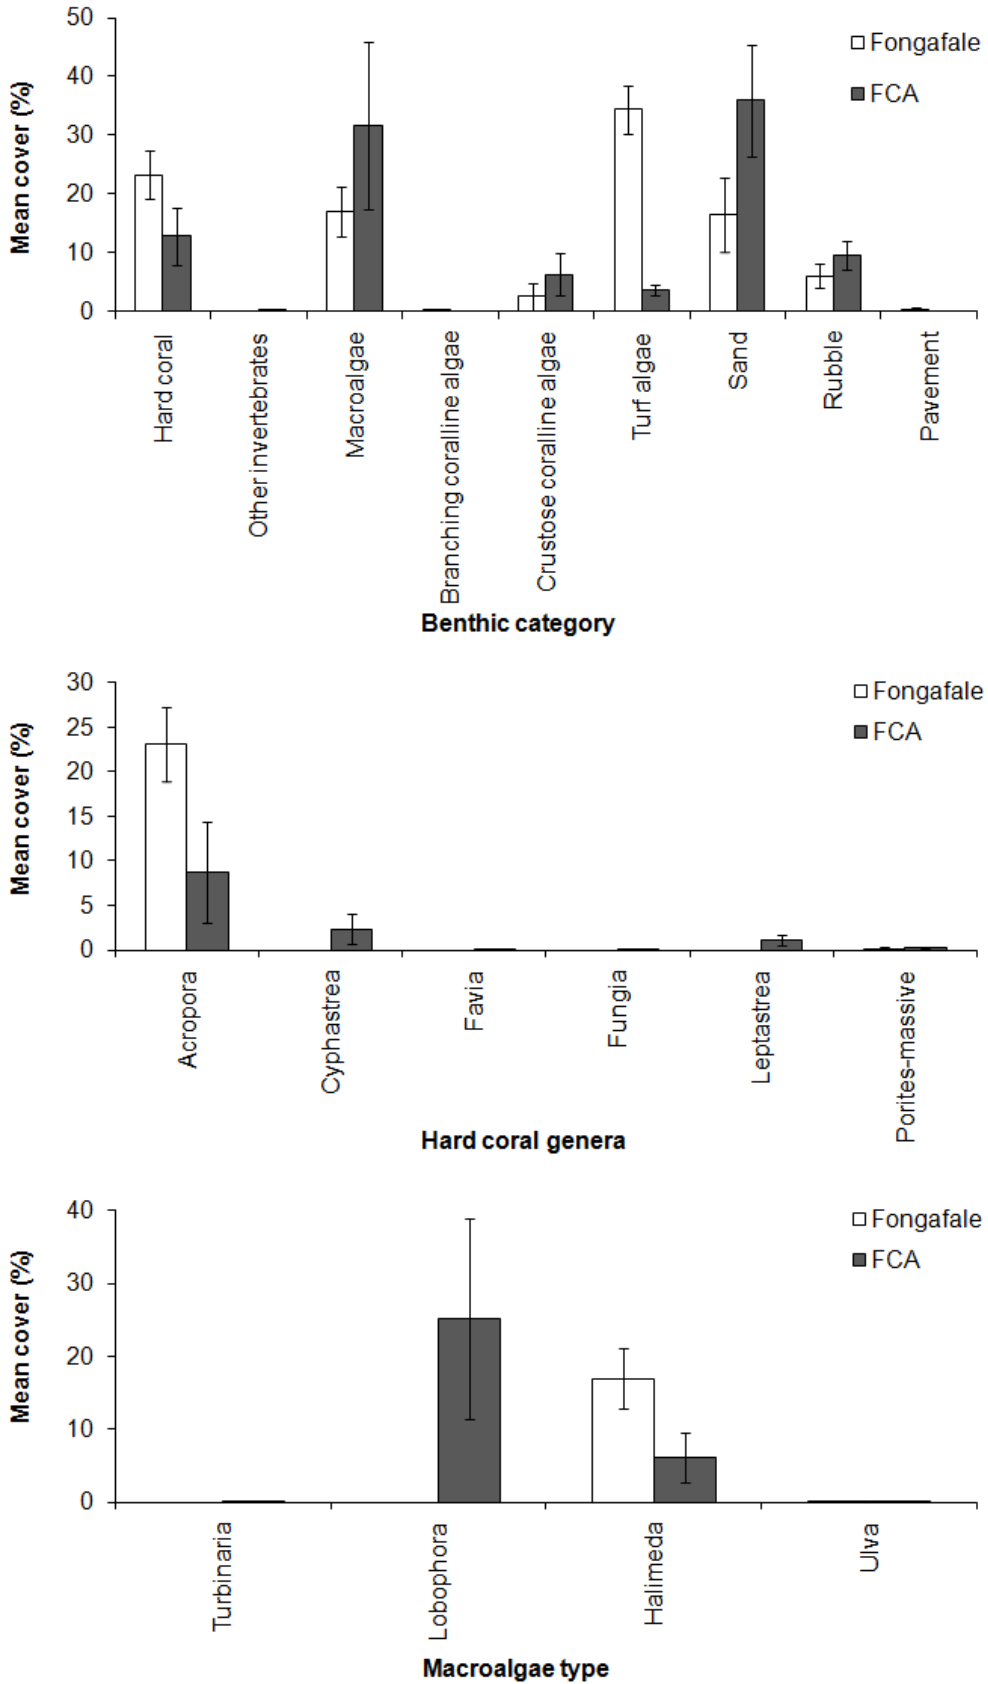 50
40
30
20
10
0
Mean cover (%)
Fongafale
FCA
Hard coral
Other invertebrates
Macroalgae
Branching coralline algae
Crustose coralline algae
Turf algae
Sand
Rubble
Pavement
Benthic category
30
25
20
15
10
5
0
Mean cover (%)
Fongafale
FCA
Acropora
Cyphastrea
Favia
Fungia
Leptastrea
Porites-massive
Hard coral genera
40
30
20
10
0
Mean cover (%)
Fongafale
FCA
Turbinaria
Lobophora
Halimeda
Ulva
Macroalgae type